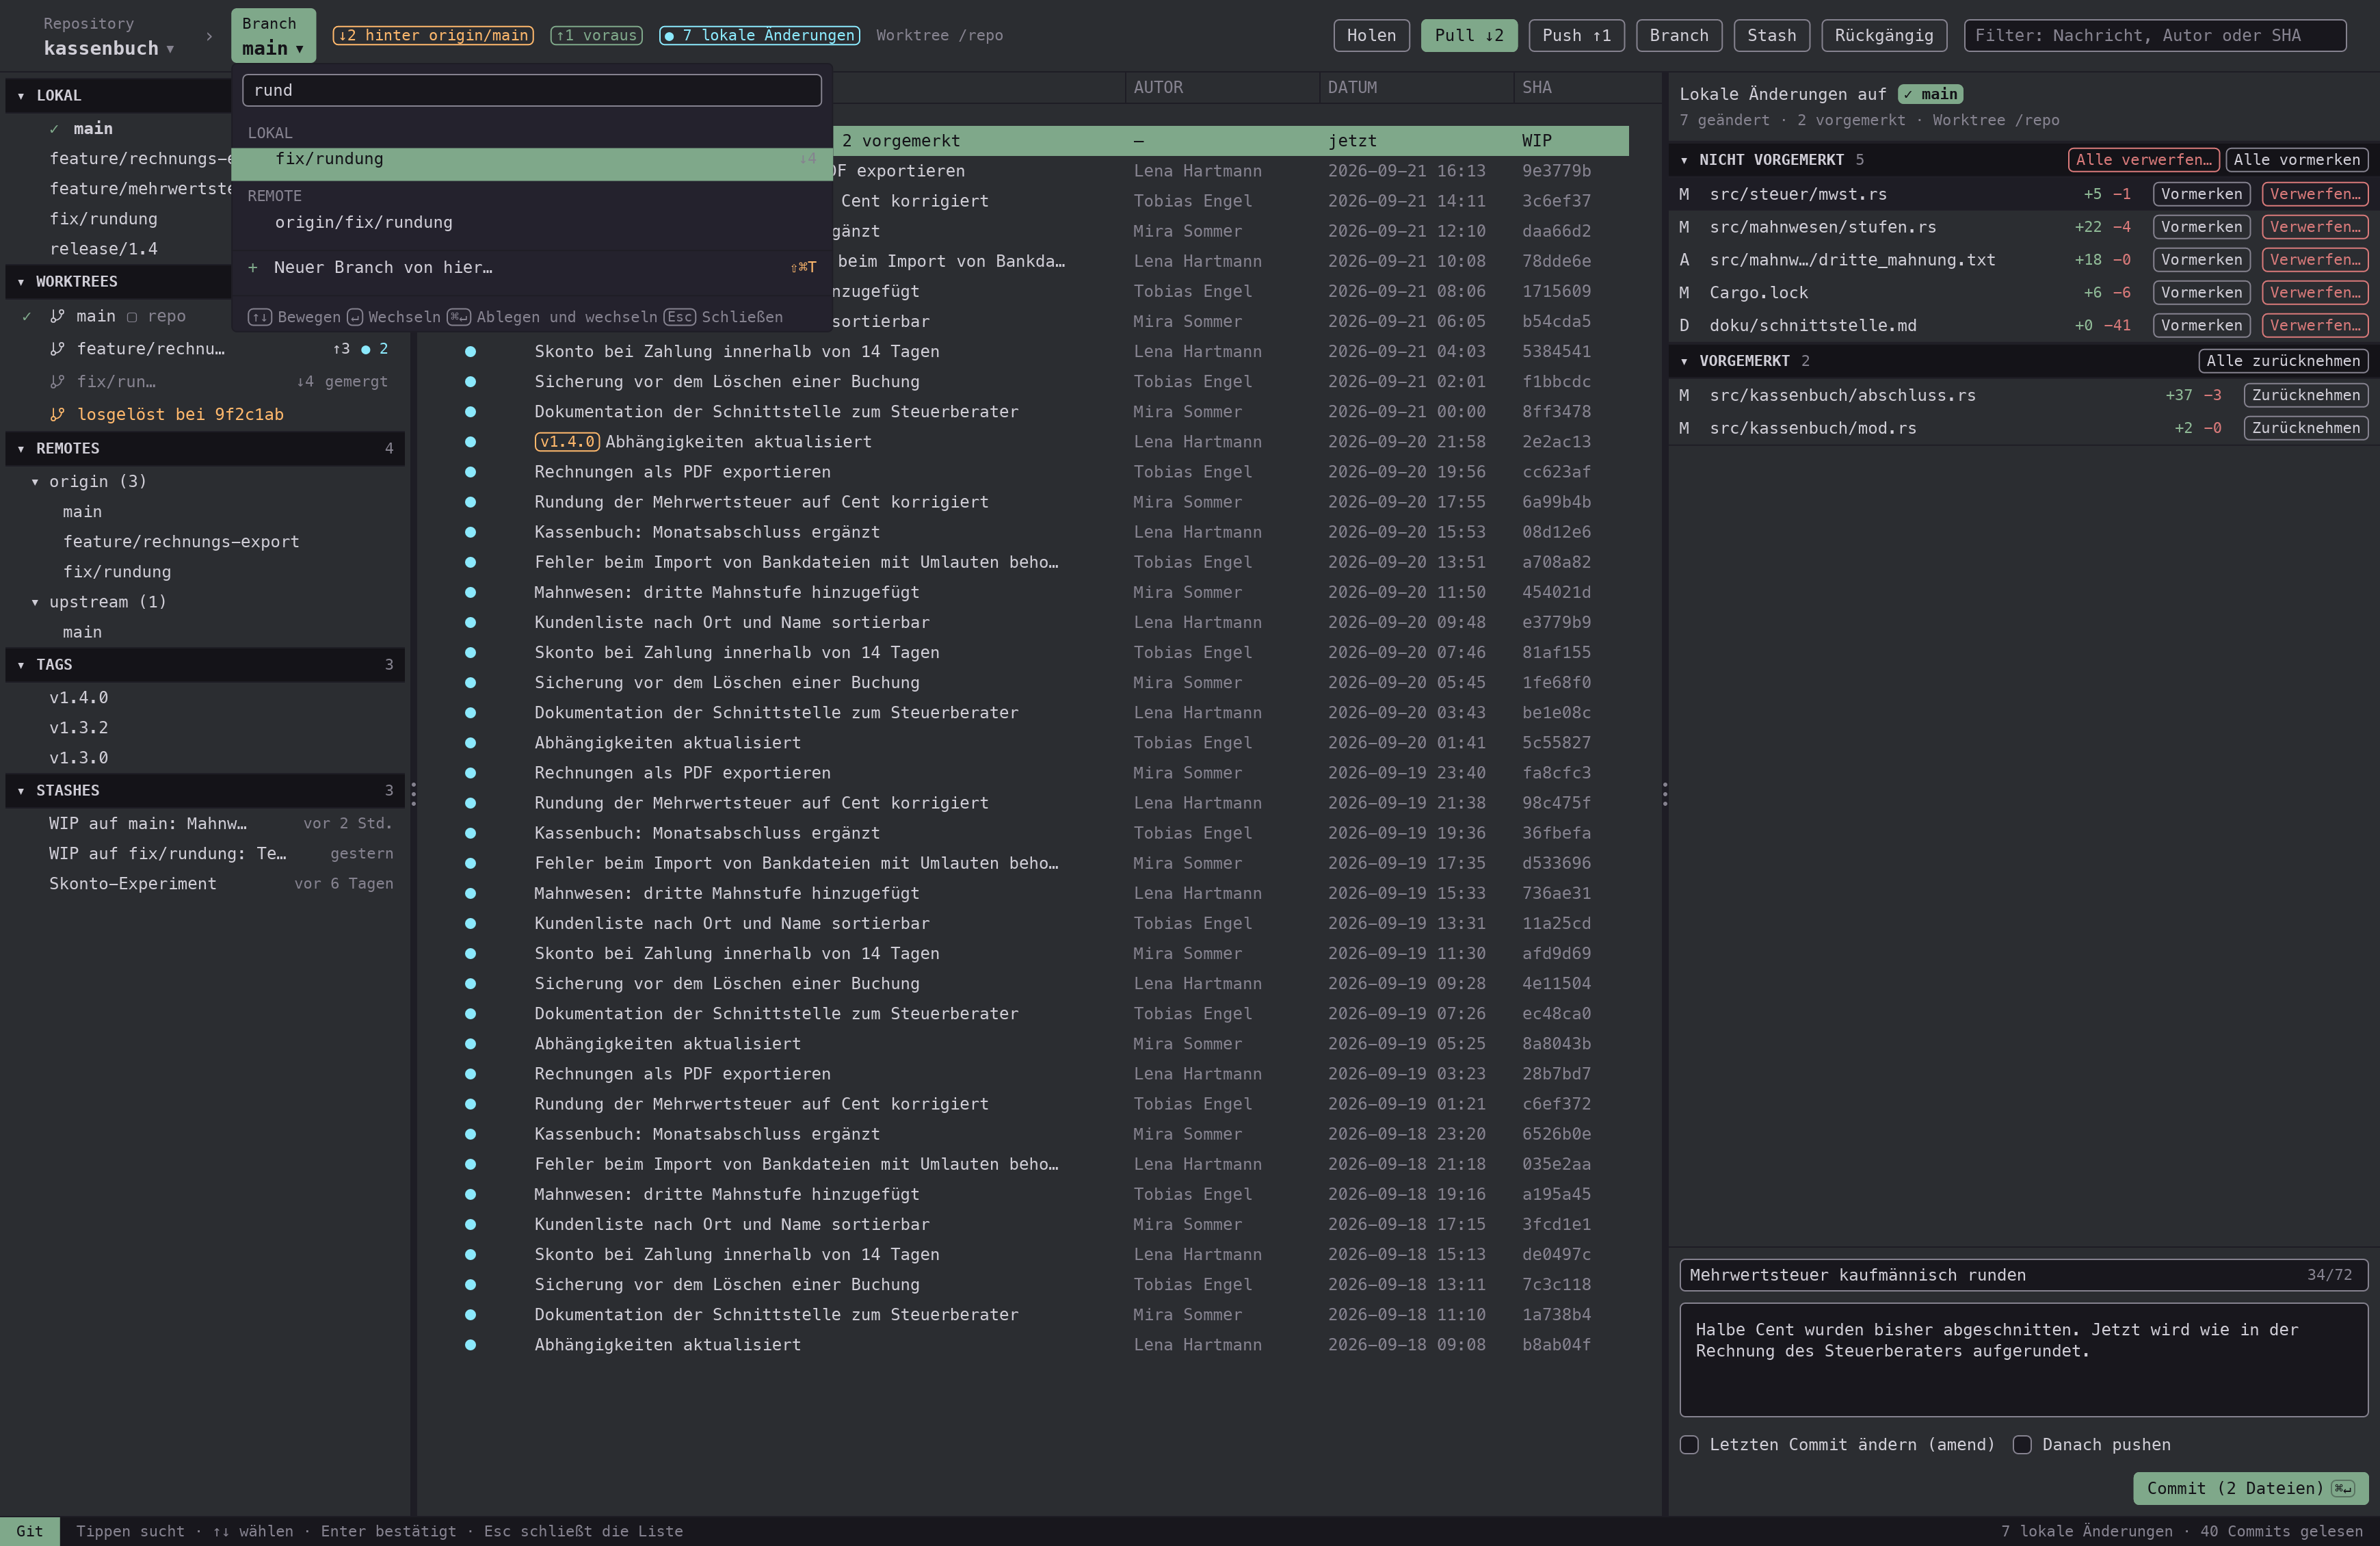 Repository
kassenbuch ▾
›
Branch
main ▾
↓2 hinter origin/main
↑1 voraus
● 7 lokale Änderungen
Worktree /repo
Holen
Pull ↓2
Push ↑1
Branch
Stash
Rückgängig
Filter: Nachricht, Autor oder SHA
▾ LOKAL
✓ main
feature/rechnungs-e
feature/mehrwertste
fix/rundung
release/1.4
▾ WORKTREES
✓ main ▢ repo
feature/rechnu… ↑3 ● 2
fix/run… ↓4 gemergt
losgelöst bei 9f2c1ab
▾ REMOTES 4
▾ origin (3)
main
feature/rechnungs-export
fix/rundung
▾ upstream (1)
main
▾ TAGS 3
v1.4.0
v1.3.2
v1.3.0
▾ STASHES 3
WIP auf main: Mahnw… vor 2 Std.
WIP auf fix/rundung: Te… gestern
Skonto-Experiment vor 6 Tagen
rund
LOKAL
fix/rundung ↓4
REMOTE
origin/fix/rundung
+ Neuer Branch von hier… ⇧⌘T
↑↓ Bewegen ↵ Wechseln ⌘↵ Ablegen und wechseln Esc Schließen
AUTOR DATUM SHA
2 vorgemerkt — jetzt WIP
DF exportieren Lena Hartmann 2026-09-21 16:13 9e3779b
Cent korrigiert Tobias Engel 2026-09-21 14:11 3c6ef37
gänzt Mira Sommer 2026-09-21 12:10 daa66d2
beim Import von Bankda… Lena Hartmann 2026-09-21 10:08 78dde6e
nzugefügt Tobias Engel 2026-09-21 08:06 1715609
sortierbar Mira Sommer 2026-09-21 06:05 b54cda5
Skonto bei Zahlung innerhalb von 14 Tagen Lena Hartmann 2026-09-21 04:03 5384541
Sicherung vor dem Löschen einer Buchung Tobias Engel 2026-09-21 02:01 f1bbcdc
Dokumentation der Schnittstelle zum Steuerberater Mira Sommer 2026-09-21 00:00 8ff3478
v1.4.0 Abhängigkeiten aktualisiert Lena Hartmann 2026-09-20 21:58 2e2ac13
Rechnungen als PDF exportieren Tobias Engel 2026-09-20 19:56 cc623af
Rundung der Mehrwertsteuer auf Cent korrigiert Mira Sommer 2026-09-20 17:55 6a99b4b
Kassenbuch: Monatsabschluss ergänzt Lena Hartmann 2026-09-20 15:53 08d12e6
Fehler beim Import von Bankdateien mit Umlauten beho… Tobias Engel 2026-09-20 13:51 a708a82
Mahnwesen: dritte Mahnstufe hinzugefügt Mira Sommer 2026-09-20 11:50 454021d
Kundenliste nach Ort und Name sortierbar Lena Hartmann 2026-09-20 09:48 e3779b9
Skonto bei Zahlung innerhalb von 14 Tagen Tobias Engel 2026-09-20 07:46 81af155
Sicherung vor dem Löschen einer Buchung Mira Sommer 2026-09-20 05:45 1fe68f0
Dokumentation der Schnittstelle zum Steuerberater Lena Hartmann 2026-09-20 03:43 be1e08c
Abhängigkeiten aktualisiert Tobias Engel 2026-09-20 01:41 5c55827
Rechnungen als PDF exportieren Mira Sommer 2026-09-19 23:40 fa8cfc3
Rundung der Mehrwertsteuer auf Cent korrigiert Lena Hartmann 2026-09-19 21:38 98c475f
Kassenbuch: Monatsabschluss ergänzt Tobias Engel 2026-09-19 19:36 36fbefa
Fehler beim Import von Bankdateien mit Umlauten beho… Mira Sommer 2026-09-19 17:35 d533696
Mahnwesen: dritte Mahnstufe hinzugefügt Lena Hartmann 2026-09-19 15:33 736ae31
Kundenliste nach Ort und Name sortierbar Tobias Engel 2026-09-19 13:31 11a25cd
Skonto bei Zahlung innerhalb von 14 Tagen Mira Sommer 2026-09-19 11:30 afd9d69
Sicherung vor dem Löschen einer Buchung Lena Hartmann 2026-09-19 09:28 4e11504
Dokumentation der Schnittstelle zum Steuerberater Tobias Engel 2026-09-19 07:26 ec48ca0
Abhängigkeiten aktualisiert Mira Sommer 2026-09-19 05:25 8a8043b
Rechnungen als PDF exportieren Lena Hartmann 2026-09-19 03:23 28b7bd7
Rundung der Mehrwertsteuer auf Cent korrigiert Tobias Engel 2026-09-19 01:21 c6ef372
Kassenbuch: Monatsabschluss ergänzt Mira Sommer 2026-09-18 23:20 6526b0e
Fehler beim Import von Bankdateien mit Umlauten beho… Lena Hartmann 2026-09-18 21:18 035e2aa
Mahnwesen: dritte Mahnstufe hinzugefügt Tobias Engel 2026-09-18 19:16 a195a45
Kundenliste nach Ort und Name sortierbar Mira Sommer 2026-09-18 17:15 3fcd1e1
Skonto bei Zahlung innerhalb von 14 Tagen Lena Hartmann 2026-09-18 15:13 de0497c
Sicherung vor dem Löschen einer Buchung Tobias Engel 2026-09-18 13:11 7c3c118
Dokumentation der Schnittstelle zum Steuerberater Mira Sommer 2026-09-18 11:10 1a738b4
Abhängigkeiten aktualisiert Lena Hartmann 2026-09-18 09:08 b8ab04f
Lokale Änderungen auf ✓ main
7 geändert · 2 vorgemerkt · Worktree /repo
▾ NICHT VORGEMERKT 5 Alle verwerfen… Alle vormerken
M src/steuer/mwst.rs +5 −1 Vormerken Verwerfen…
M src/mahnwesen/stufen.rs +22 −4 Vormerken Verwerfen…
A src/mahnw…/dritte_mahnung.txt +18 −0 Vormerken Verwerfen…
M Cargo.lock +6 −6 Vormerken Verwerfen…
D doku/schnittstelle.md +0 −41 Vormerken Verwerfen…
▾ VORGEMERKT 2 Alle zurücknehmen
M src/kassenbuch/abschluss.rs +37 −3 Zurücknehmen
M src/kassenbuch/mod.rs +2 −0 Zurücknehmen
Mehrwertsteuer kaufmännisch runden 34/72
Halbe Cent wurden bisher abgeschnitten. Jetzt wird wie in der
Rechnung des Steuerberaters aufgerundet.
Letzten Commit ändern (amend) Danach pushen
Commit (2 Dateien) ⌘↵
Git Tippen sucht · ↑↓ wählen · Enter bestätigt · Esc schließt die Liste
7 lokale Änderungen · 40 Commits gelesen